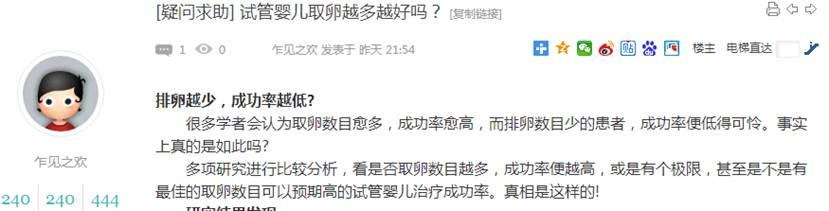 [疑问求助] 试管婴儿取卵越多越好吗？ [复制链接]
1 0 乍见之欢 发表于 昨天 21:54 楼主 电梯直达
排卵越少，成功率越低?
很多学者会认为取卵数目愈多，成功率愈高，而排卵数目少的患者，成功率便低得可怜。事实
上真的是如此吗?
乍见之欢
多项研究进行比较分析，看是否取卵数目越多，成功率便越高，或是有个极限，甚至是不是有
240 240 444
最佳的取卵数目可以预期高的试管婴儿治疗成功率。真相是这样的!